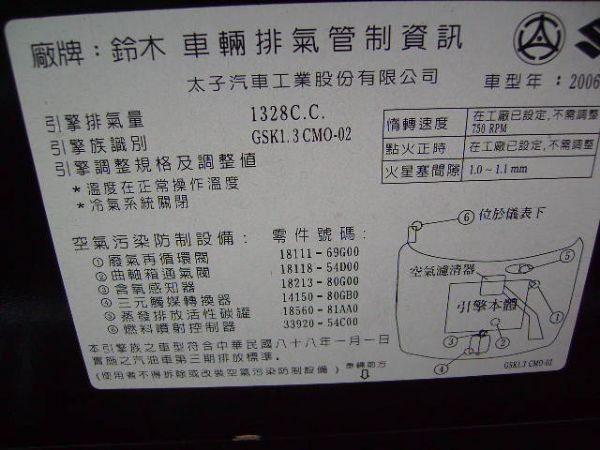 廠牌：鈴木 車輛排氣管制資訊
太子汽車工業股份有限公司
車型年：2006
引擎排氣量 1328C.C.
引擎族識別 GSK1.3 CMO-02
引擎調整規格及調整值
*溫度在正常操作溫度
*冷氣系統關閉
惰轉速度 在工廠已設定,不需調整 750 RPM
點火正時 在工廠已設定,不需調整
火星塞間隙 1.0~1.1mm
空氣污染防制設備： 零件號碼：
①廢氣再循環閥 18111-69G00
②曲軸箱通氣閥 18118-54D00
③含氧感知器 18213-80G00
④三元觸媒轉換器 14150-80GB0
⑤蒸發排放活性碳罐 18560-81AA0
⑥燃料噴射控制器 33920-54C00
本引擎族之車型符合中華民國八十八年一月一日
實施之汽油車第三期排放標準.
(使用者不得拆除或改裝空氣污染防制設備)
車輛前方
⑥ 位於儀表下
空氣濾清器
⑤
引擎本體
①
③
②
④
GSK1.3 CMO-02